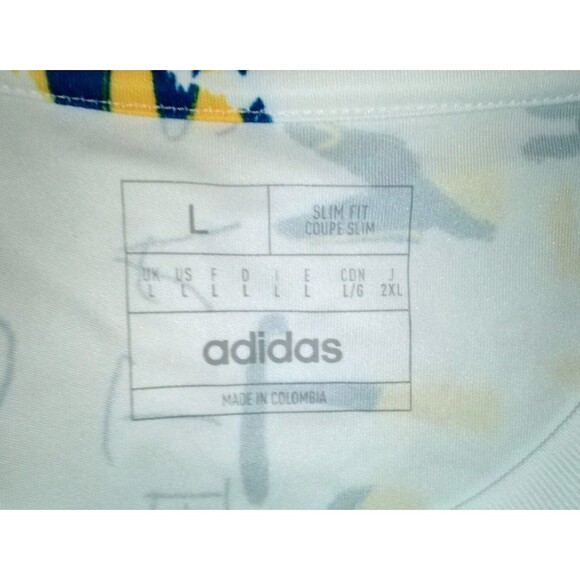 L
SLIM FIT
COUPE SLIM
UK US F D I E CDN J
L L L L L L L/G 2XL
adidas
MADE IN COLOMBIA